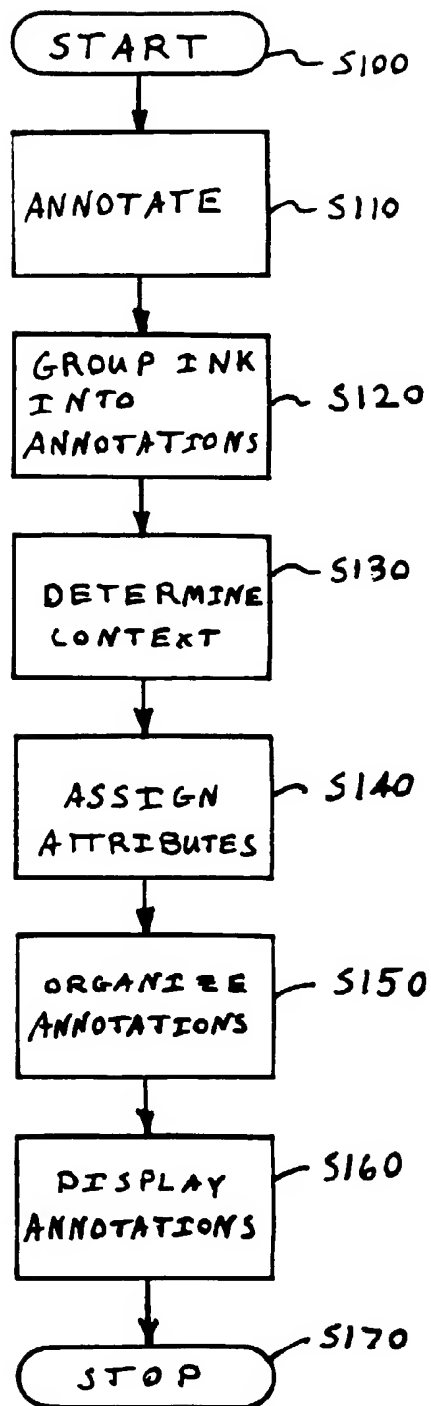 START
S100
ANNOTATE
S110
GROUP INK
INTO
ANNOTATIONS
S120
S130
DETERMINE
CONTEXT
S140
ASSIGN
ATTRIBUTES
S150
ORGANIZE
ANNOTATIONS
S160
DISPLAY
ANNOTATIONS
S170
STOP